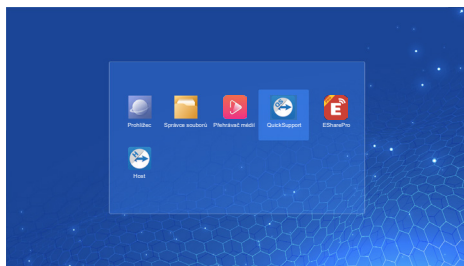 Prohlížeč
Správce souborů
Přehrávač médií
QuickSupport
ESharePro
Host